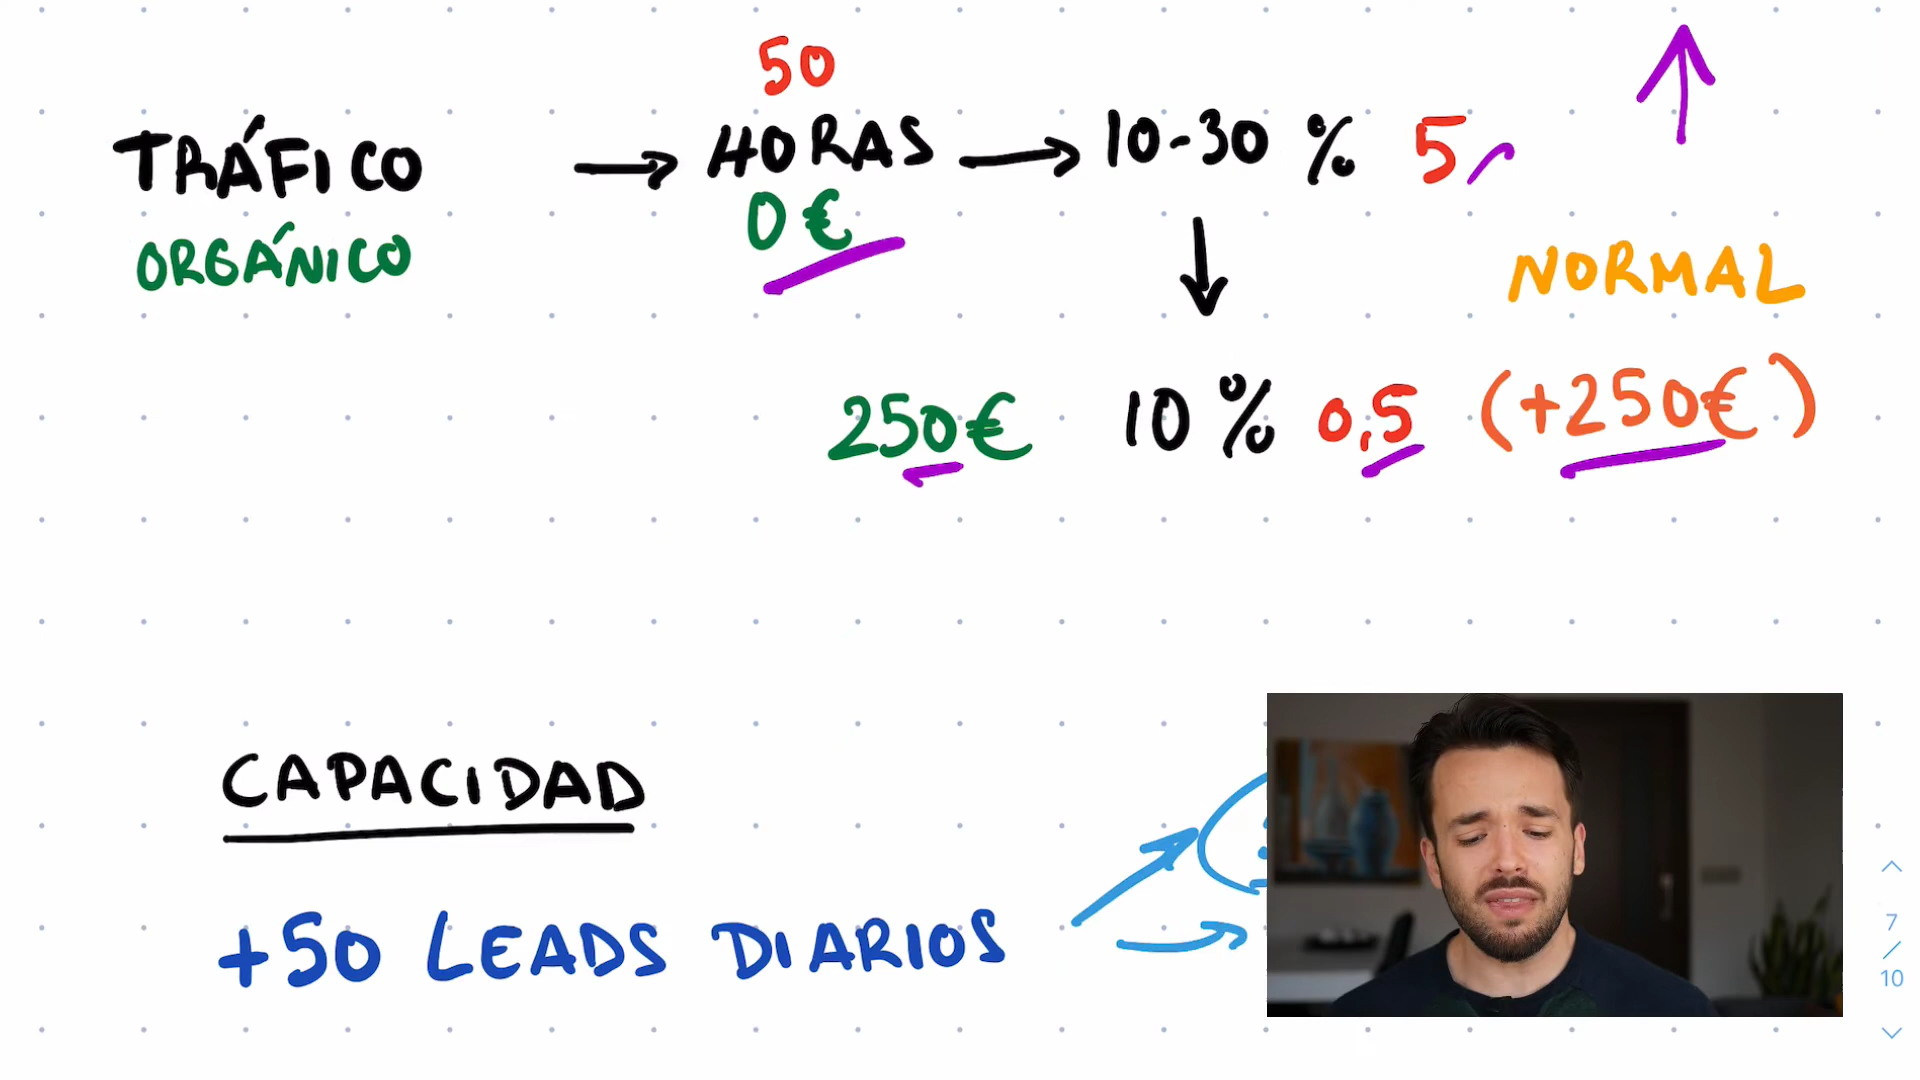 50
TRÁFICO → HORAS → 10-30 % 5
ORGÁNICO 0€ NORMAL
250€ 10% 0,5 (+250€)
CAPACIDAD
+50 LEADS DIARIOS
7
/
10